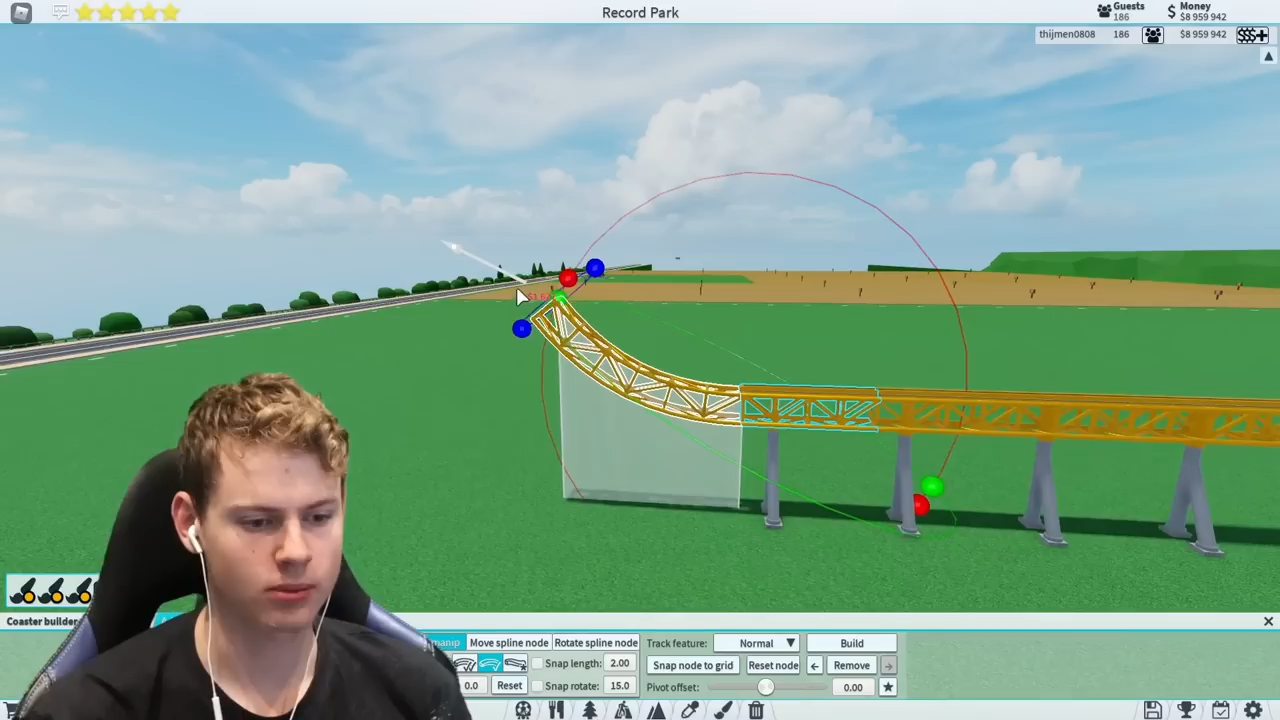 Record Park
Guests
186
Money
$8 959 942
thijmen0808 186 $8 959 942 $$$+
Coaster builder
manip Move spline node Rotate spline node Track feature: Normal Build
Snap length: 2.00 Snap node to grid Reset node Remove
0.0 Reset Snap rotate: 15.0 Pivot offset: 0.00